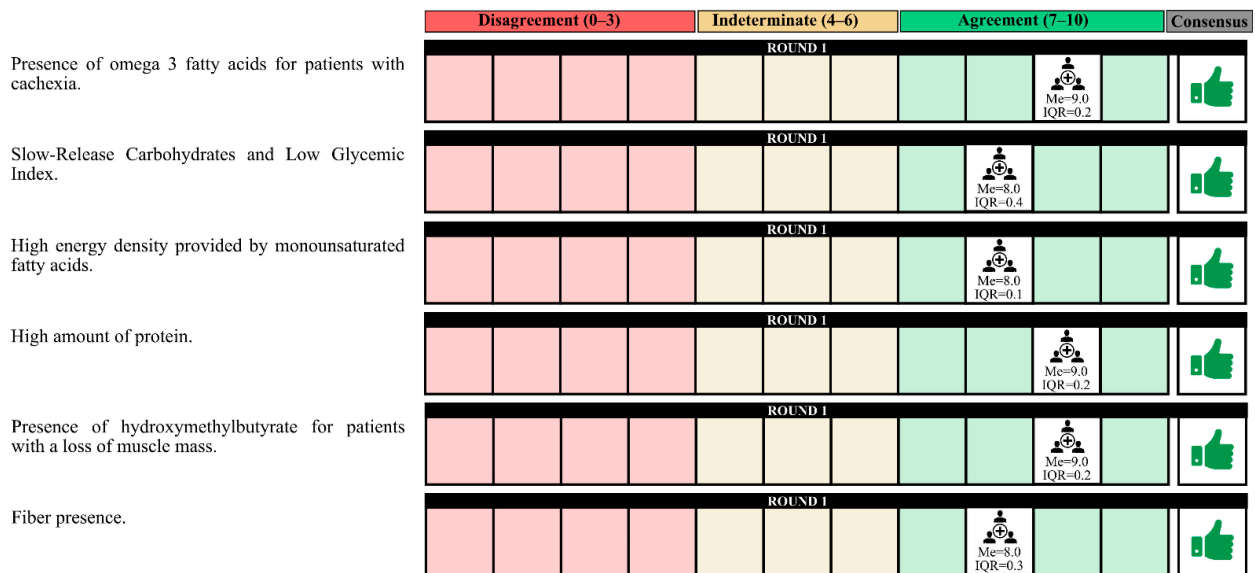 Disagreement (0–3) Indeterminate (4–6) Agreement (7–10) Consensus
ROUND 1
Presence of omega 3 fatty acids for patients with
cachexia.
Me=9.0
IQR=0.2
ROUND 1
Slow-Release Carbohydrates and Low Glycemic
Index.
Me=8.0
IQR=0.4
ROUND 1
High energy density provided by monounsaturated
fatty acids.
Me=8.0
IQR=0.1
ROUND 1
High amount of protein.
Me=9.0
IQR=0.2
ROUND 1
Presence of hydroxymethylbutyrate for patients
with a loss of muscle mass.
Me=9.0
IQR=0.2
ROUND 1
Fiber presence.
Me=8.0
IQR=0.3